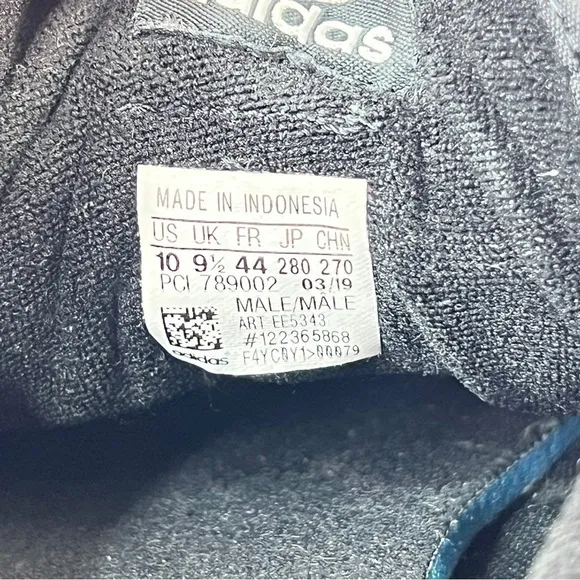 adidas
MADE IN INDONESIA
US UK FR JP CHN
10 9½ 44 280 270
PCI 789002 03/19
MALE/MÂLE
ART EE5343
#122365868
adidas F4YC0Y1>00079